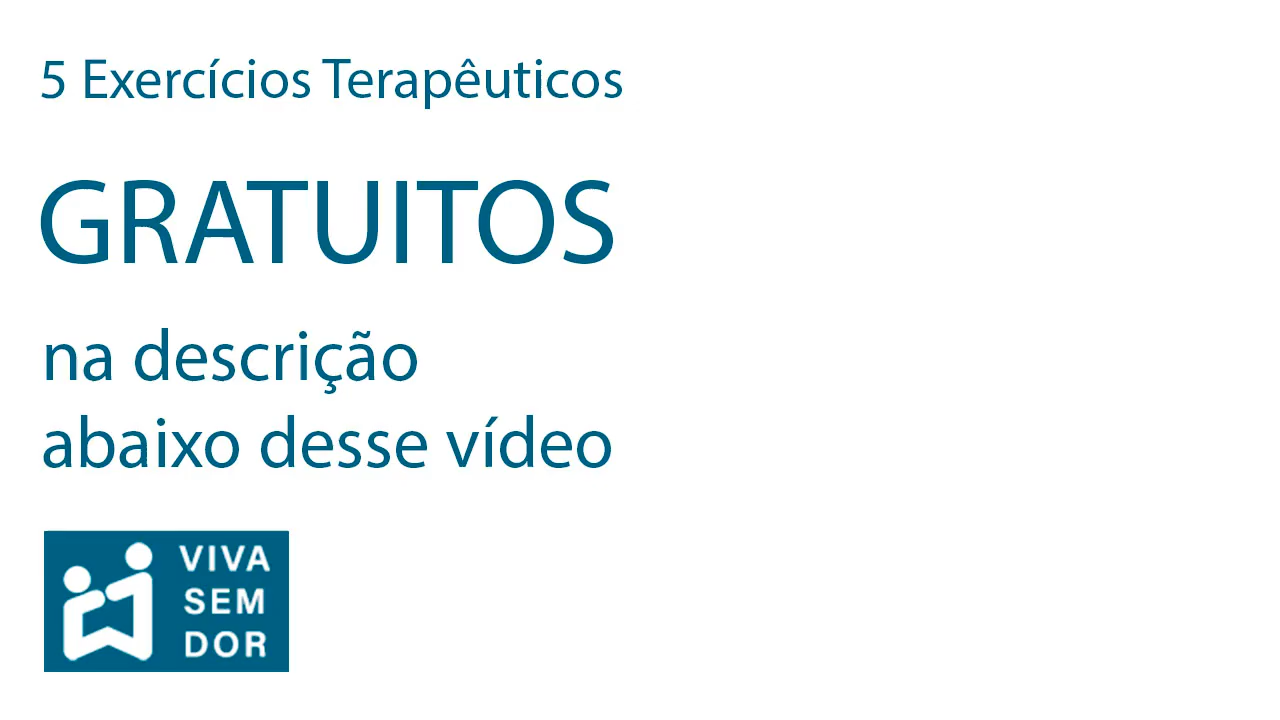 5 Exercícios Terapêuticos
GRATUITOS
na descrição
abaixo desse vídeo
VIVA
SEM
DOR